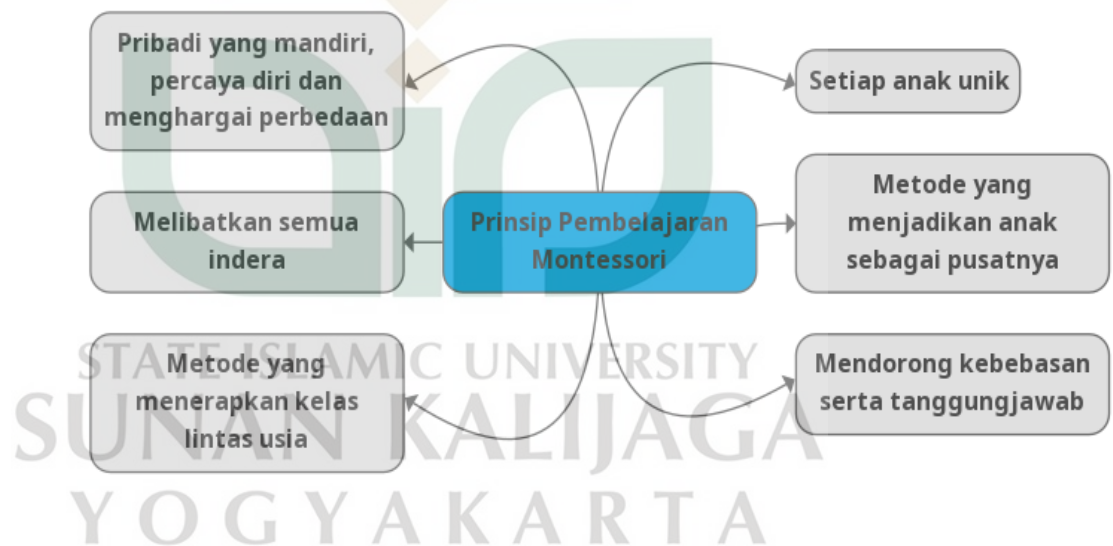 Pribadi yang mandiri,
percaya diri dan
menghargai perbedaan
Melibatkan semua
indera
Metode yang
menerapkan kelas
lintas usia
Prinsip Pembelajaran
Montessori
Setiap anak unik
Metode yang
menjadikan anak
sebagai pusatnya
Mendorong kebebasan
serta tanggungjawab
STATE ISLAMIC UNIVERSITY
SUNAN KALIJAGA
YOGYAKARTA